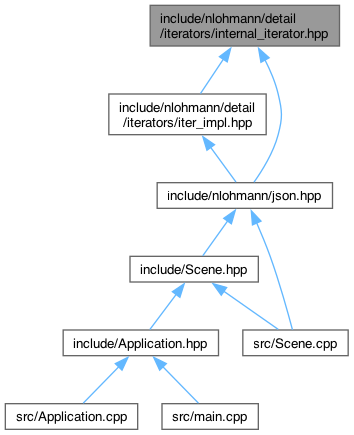 include/nlohmann/detail
/iterators/internal_iterator.hpp
include/nlohmann/detail
/iterators/iter_impl.hpp
include/nlohmann/json.hpp
include/Scene.hpp
include/Application.hpp
src/Scene.cpp
src/Application.cpp
src/main.cpp